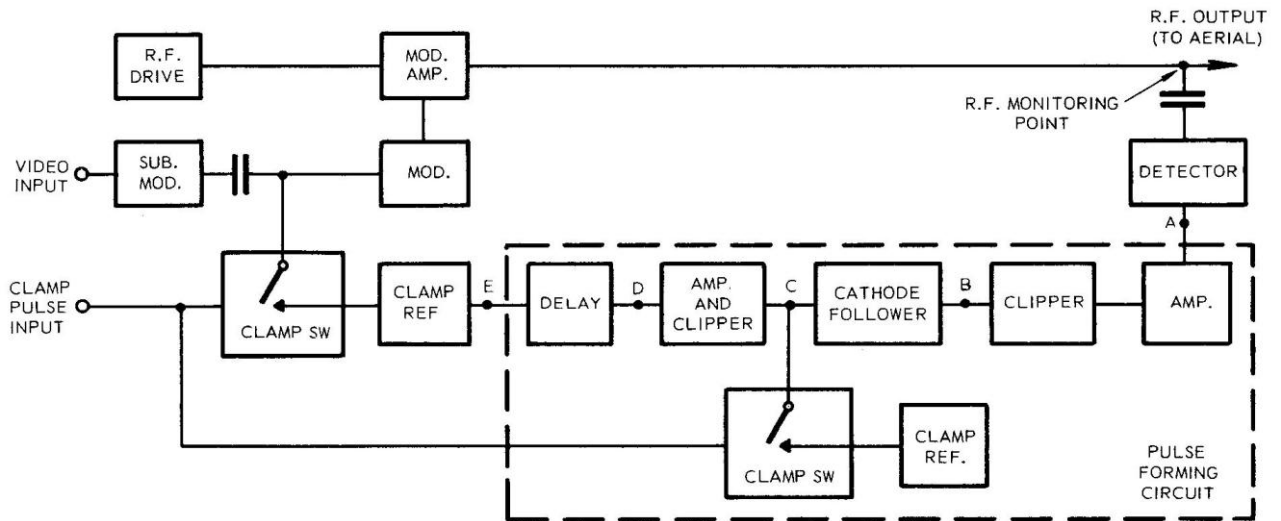 R.F. OUTPUT
(TO AERIAL)
R.F.
DRIVE
MOD.
AMP.
R.F. MONITORING
POINT
VIDEO
INPUT
SUB.
MOD.
MOD.
DETECTOR
A
CLAMP
PULSE
INPUT
CLAMP SW
CLAMP
REF
E
DELAY
D
AMP.
AND
CLIPPER
C
CATHODE
FOLLOWER
B
CLIPPER
AMP.
CLAMP SW
CLAMP
REF.
PULSE
FORMING
CIRCUIT